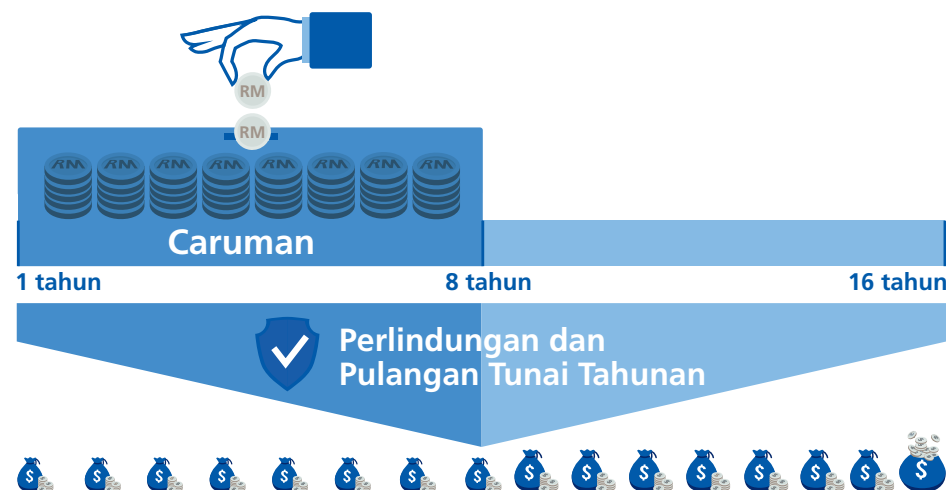 RM
RM
RM RM RM RM RM RM RM RM
Caruman
1 tahun 8 tahun 16 tahun
Perlindungan dan
Pulangan Tunai Tahunan
$ $ $ $ $ $ $ $ $ $ $ $ $ $ $ $